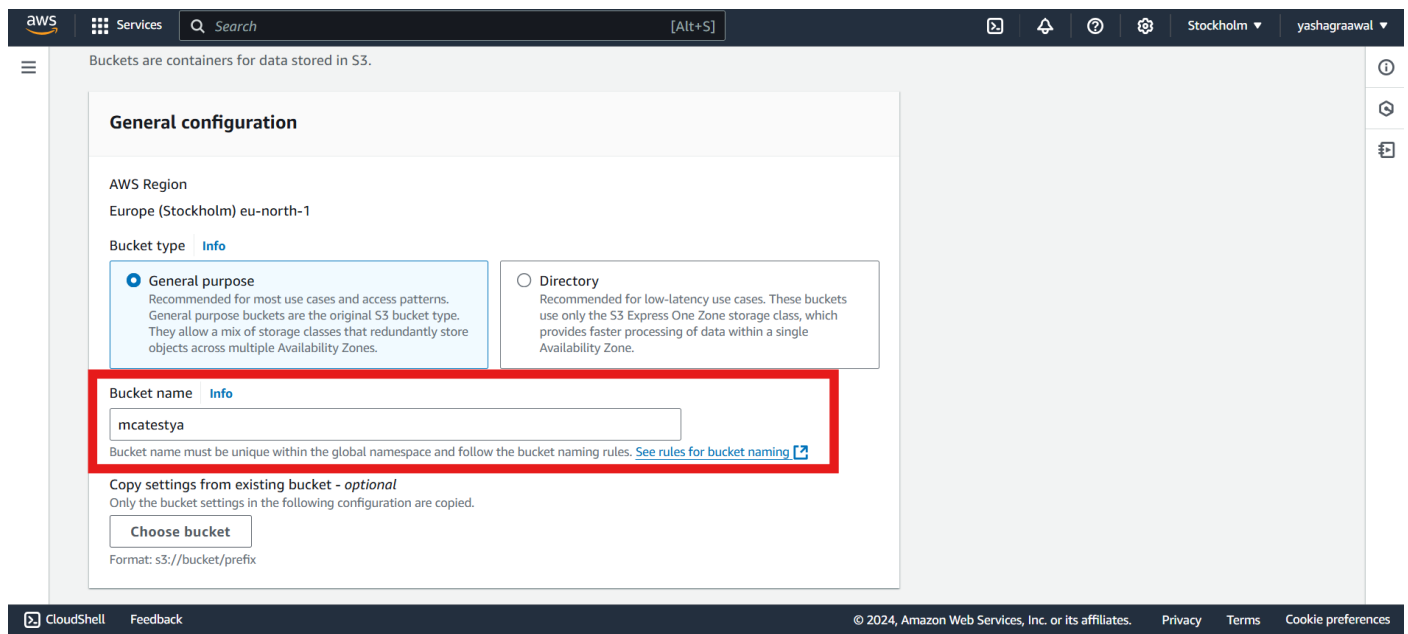 aws
Services
Search [Alt+S]
Stockholm ▼
yashagraawal ▼
Buckets are containers for data stored in S3.
General configuration
AWS Region
Europe (Stockholm) eu-north-1
Bucket type Info
General purpose
Recommended for most use cases and access patterns.
General purpose buckets are the original S3 bucket type.
They allow a mix of storage classes that redundantly store
objects across multiple Availability Zones.
Directory
Recommended for low-latency use cases. These buckets
use only the S3 Express One Zone storage class, which
provides faster processing of data within a single
Availability Zone.
Bucket name Info
mcatestya
Bucket name must be unique within the global namespace and follow the bucket naming rules. See rules for bucket naming
Copy settings from existing bucket - optional
Only the bucket settings in the following configuration are copied.
Choose bucket
Format: s3://bucket/prefix
CloudShell Feedback © 2024, Amazon Web Services, Inc. or its affiliates. Privacy Terms Cookie preferences